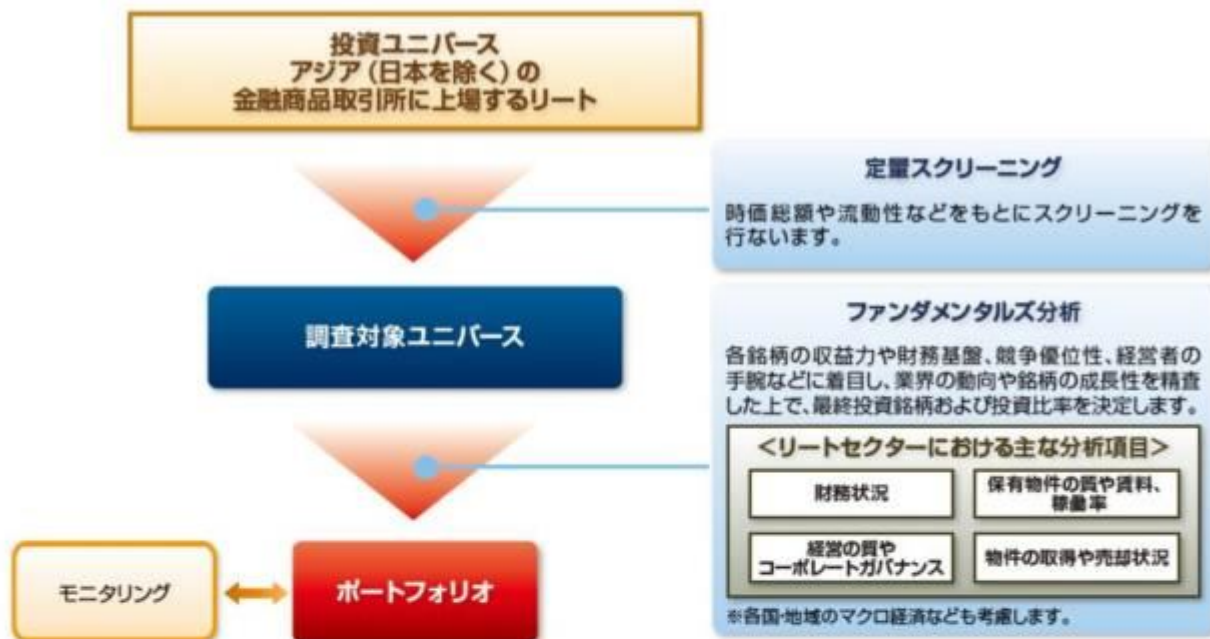 投資ユニバース
アジア（日本を除く）の
金融商品取引所に上場するリート
定量スクリーニング
時価総額や流動性などをもとにスクリーニングを
行ないます。
調査対象ユニバース
ファンダメンタルズ分析
各銘柄の収益力や財務基盤、競争優位性、経営者の
手腕などに着目し、業界の動向や銘柄の成長性を精査
した上で、最終投資銘柄および投資比率を決定します。
＜リートセクターにおける主な分析項目＞
財務状況
保有物件の質や賃料、
稼働率
経営の質や
コーポレートガバナンス
物件の取得や売却状況
※各国・地域のマクロ経済なども考慮します。
モニタリング
ポートフォリオ